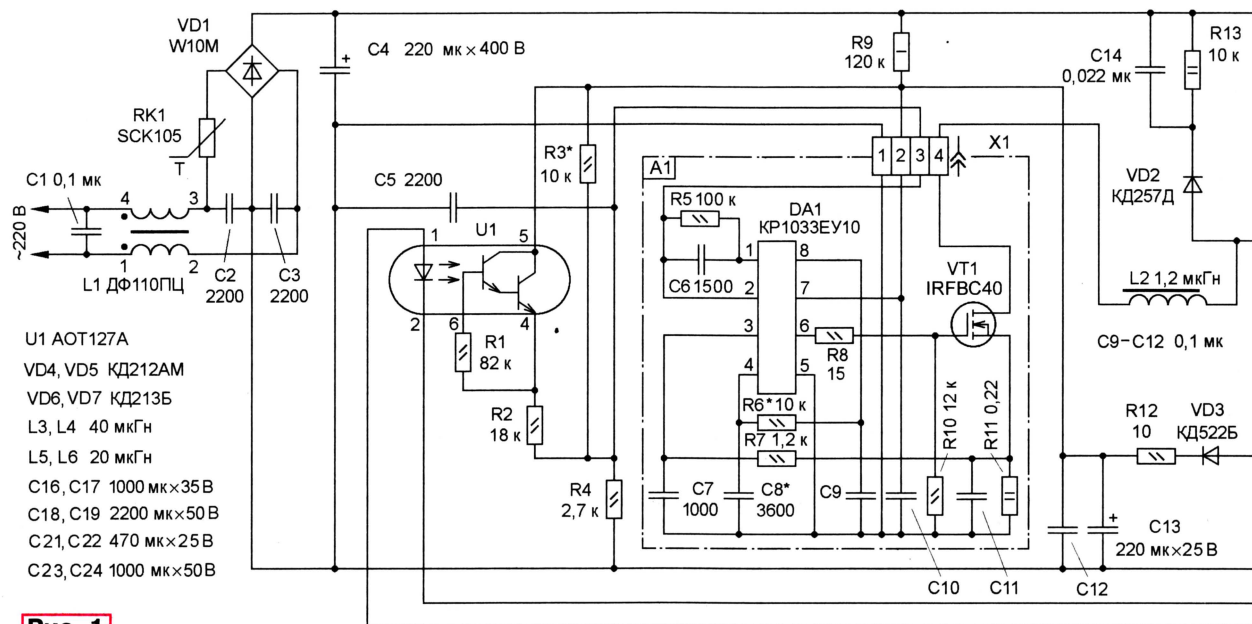 VD1
W10M
RK1
SCK105
T
C1 0,1 мк
~220 В
4
3
1
2
L1 ДФ110ПЦ
C2
2200
C3
2200
C4 220 мк×400 В
C5 2200
R3*
10 к
U1
1
5
2
6
4
R1
82 к
R2
18 к
R4
2,7 к
R9
120 к
X1
1
2
3
4
A1
R5 100 к
C6 1500
DA1
КР1033ЕУ10
1
8
2
7
3
6
4
5
R8
15
R6* 10 к
R7 1,2 к
C7
1000
C8*
3600
C9
VT1
IRFBC40
R10 12 к
R11 0,22
C10
C11
C12
C14
0,022 мк
R13
10 к
VD2
КД257Д
L2 1,2 мкГн
C9–C12 0,1 мк
R12
10
VD3
КД522Б
C13
220 мк×25 В
U1 АОТ127А
VD4, VD5 КД212АМ
VD6, VD7 КД213Б
L3, L4 40 мкГн
L5, L6 20 мкГн
C16, C17 1000 мк×35 В
C18, C19 2200 мк×50 В
C21, C22 470 мк×25 В
C23, C24 1000 мк×50 В
Рис. 1